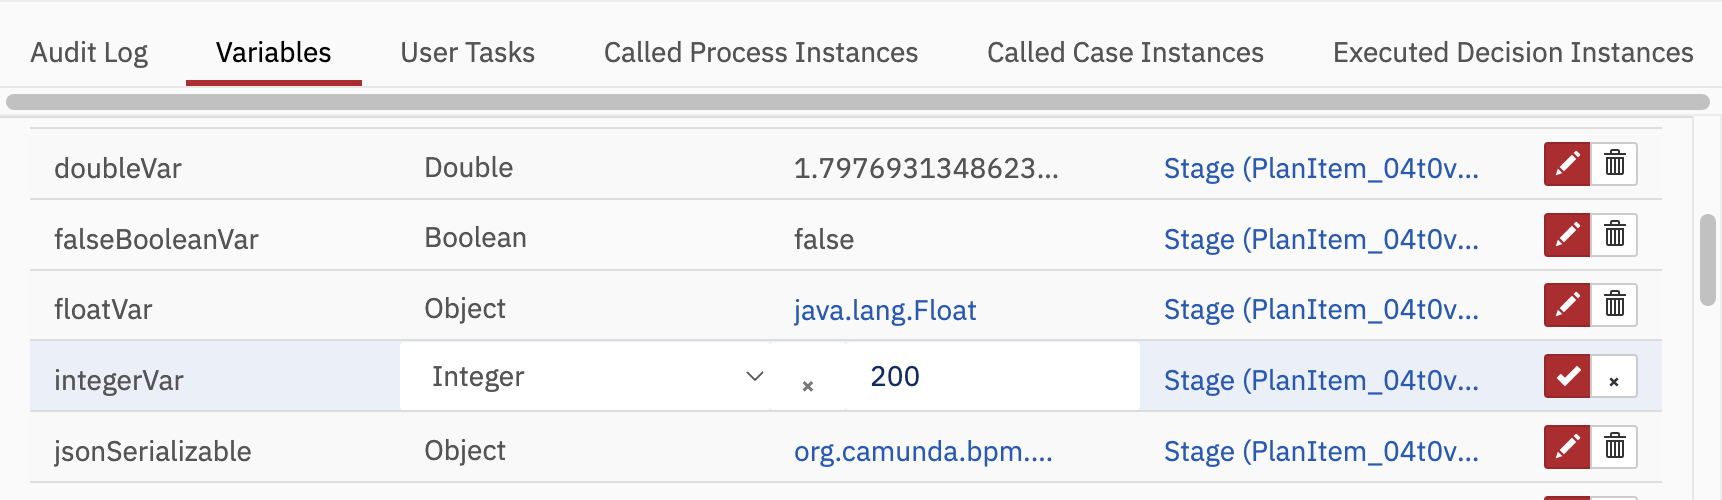 Audit Log Variables User Tasks Called Process Instances Called Case Instances Executed Decision Instances
doubleVar Double 1.7976931348623... Stage (PlanItem_04t0v...
falseBooleanVar Boolean false Stage (PlanItem_04t0v...
floatVar Object java.lang.Float Stage (PlanItem_04t0v...
integerVar Integer 200 Stage (PlanItem_04t0v...
jsonSerializable Object org.camunda.bpm.... Stage (PlanItem_04t0v...